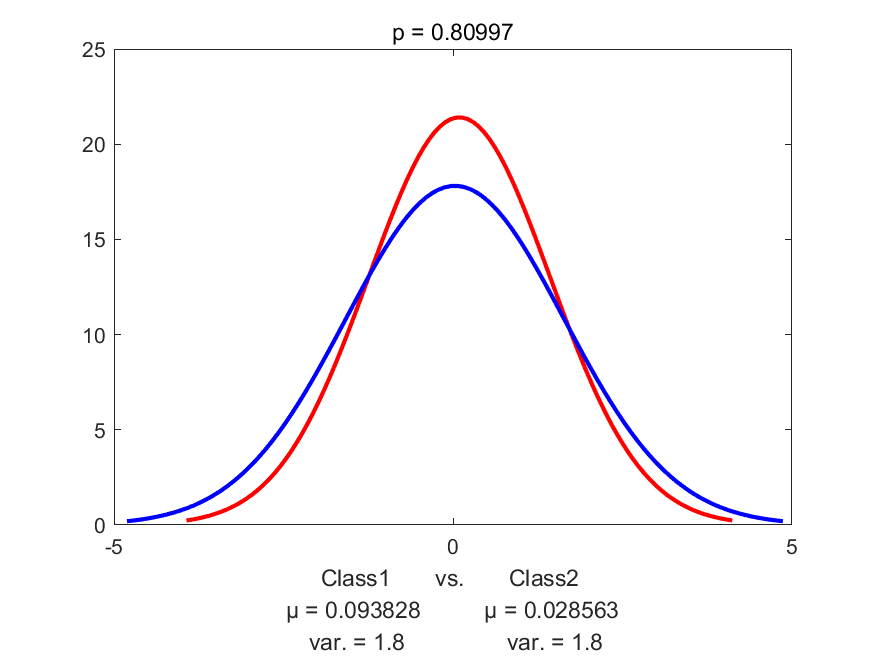 p = 0.80997
25
20
15
10
5
0
-5 0 5
Class1 vs. Class2
μ = 0.093828 μ = 0.028563
var. = 1.8 var. = 1.8